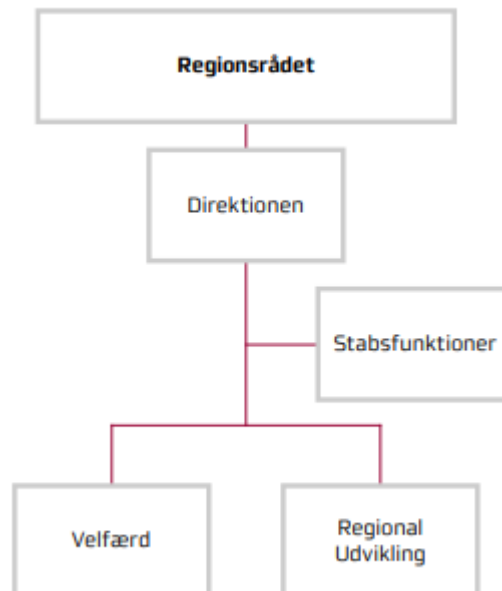 Regionsrådet
Direktionen
Stabsfunktioner
Velfærd
Regional
Udvikling